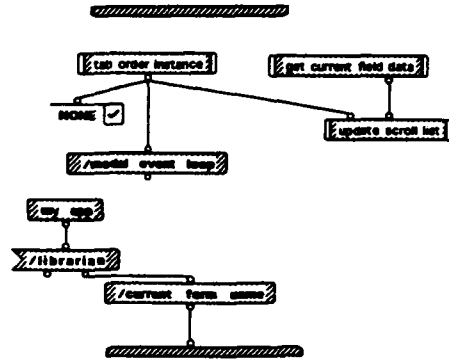 tab order instance
get current field data
NONE
update scroll list
/modal event loop
my app
/librarian
/current form name